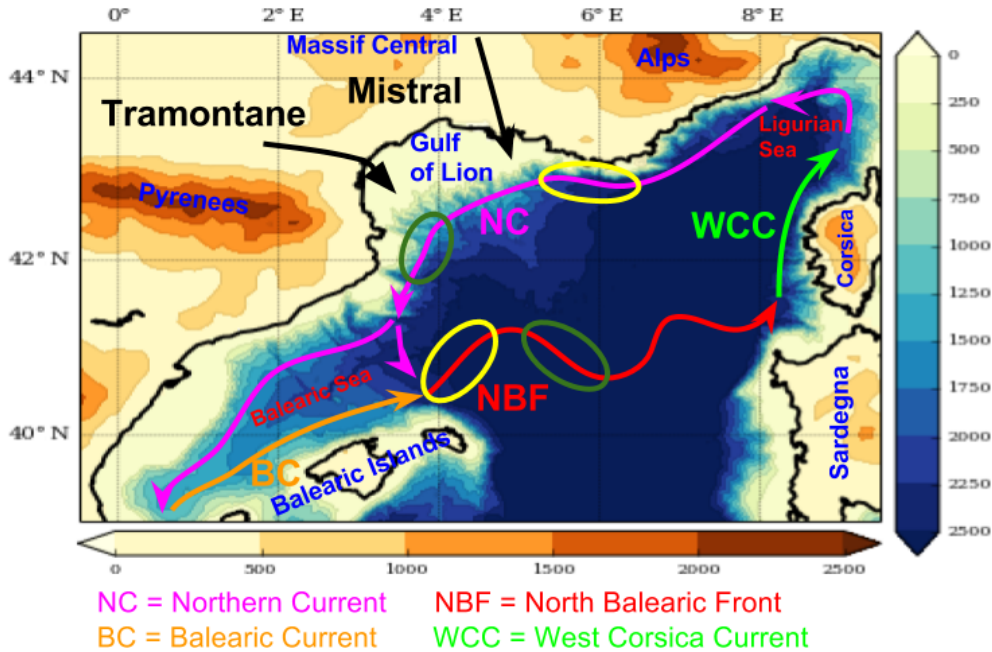 0° 2° E 4° E 6° E 8° E
Massif Central
Alps
44° N
Mistral
Tramontane
Ligurian
Sea
Gulf
of Lion
Pyrenees
NC
WCC
Corsica
42° N
Balearic Sea
NBF
Sardegna
40° N
BC
Balearic Islands
0
250
500
750
1000
1250
1500
1750
2000
2250
2500
0 500 1000 1500 2000 2500
NC = Northern Current NBF = North Balearic Front
BC = Balearic Current WCC = West Corsica Current